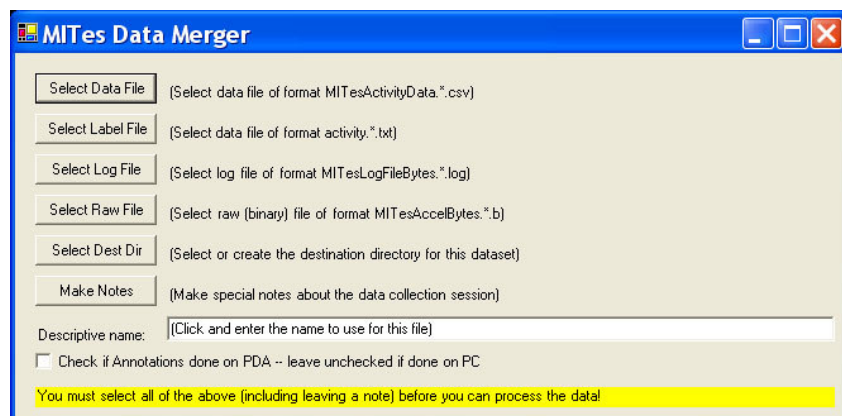 MITes Data Merger
Select Data File (Select data file of format MITesActivityData.*.csv)
Select Label File (Select data file of format activity.*.txt)
Select Log File (Select log file of format MITesLogFileBytes.*.log)
Select Raw File (Select raw (binary) file of format MITesAccelBytes.*.b)
Select Dest Dir (Select or create the destination directory for this dataset)
Make Notes (Make special notes about the data collection session)
Descriptive name: (Click and enter the name to use for this file)
Check if Annotations done on PDA -- leave unchecked if done on PC
You must select all of the above (including leaving a note) before you can process the data!